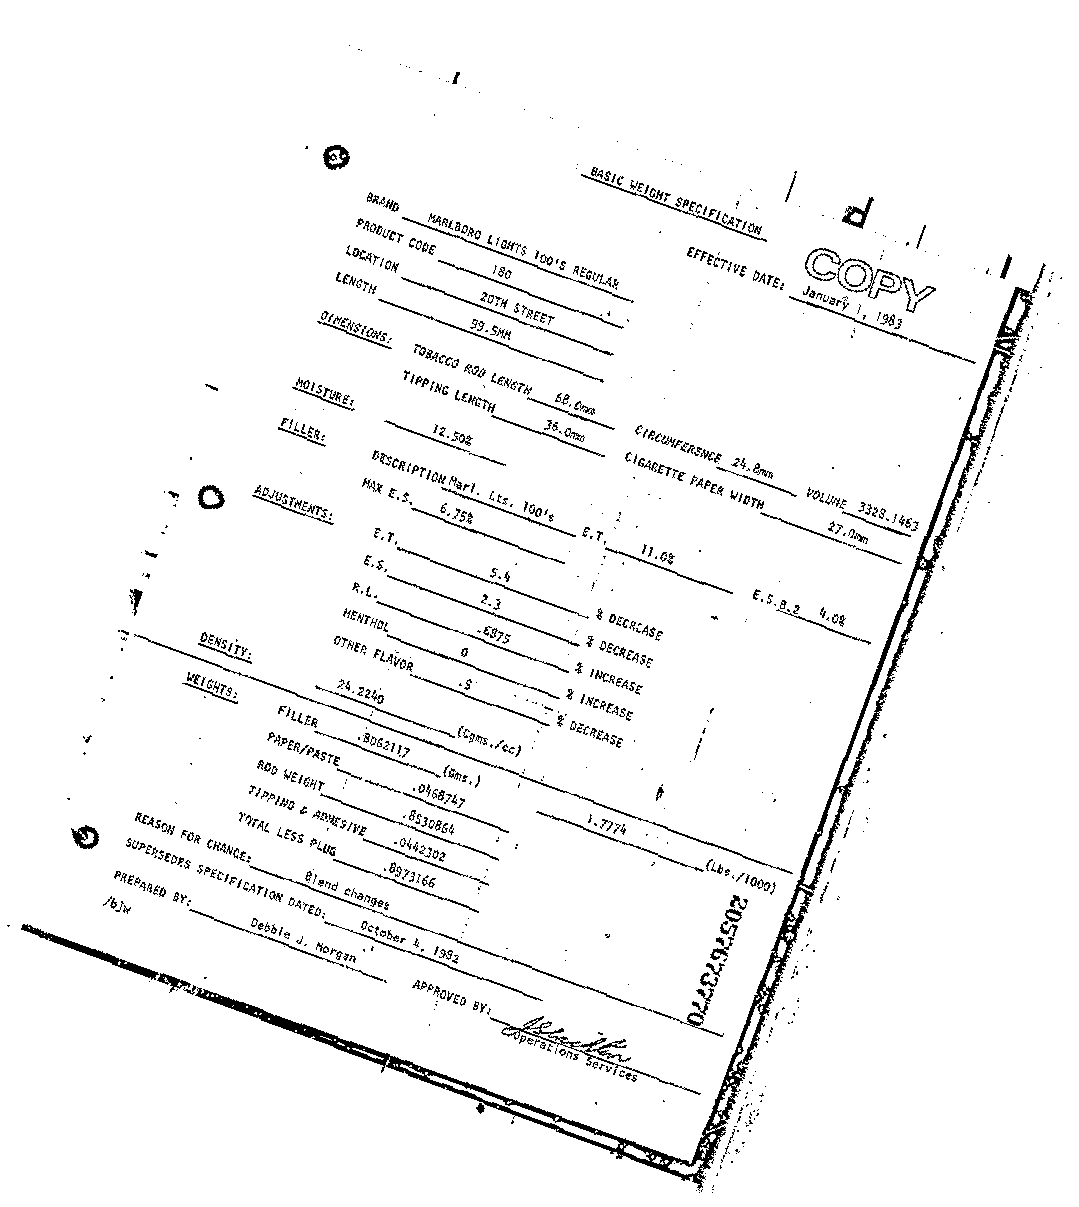 BASIC WEIGHT SPECIFICATION
COPY
EFFECTIVE DATE: January 1, 1983
BRAND MARLBORO LIGHTS 100'S REGULAR
PRODUCT CODE 180
LOCATION 20TH STREET
LENGTH 99.5MM
DIMENSIONS: TOBACCO ROD LENGTH 68.0mm CIRCUMFERENCE 24.8mm VOLUME 3328.1463
TIPPING LENGTH 36.0mm CIGARETTE PAPER WIDTH 27.0mm
MOISTURE: 12.50%
FILLER: DESCRIPTION Marl. Lts. 100's E.T. 11.0% E.S.B.2 4.0%
MAX E.S. 6.75%
ADJUSTMENTS: E.T. 5.4 % DECREASE
E.S. 2.3 % DECREASE
R.L. .6875 % INCREASE
MENTHOL 0 % INCREASE
OTHER FLAVOR .5 % DECREASE
DENSITY: 24.2240 (Cgms./cc)
WEIGHTS: FILLER .8062117 (Gms.) 1.7774 (Lbs./1000)
PAPER/PASTE .0468747
ROD WEIGHT .8530864
TIPPING & ADHESIVE .0442302
TOTAL LESS PLUG .8973166
REASON FOR CHANGE: Blend changes
SUPERSEDES SPECIFICATION DATED: October 4, 1982
PREPARED BY: Debbie J. Morgan APPROVED BY:
Operations Services
/bjw
2057673770